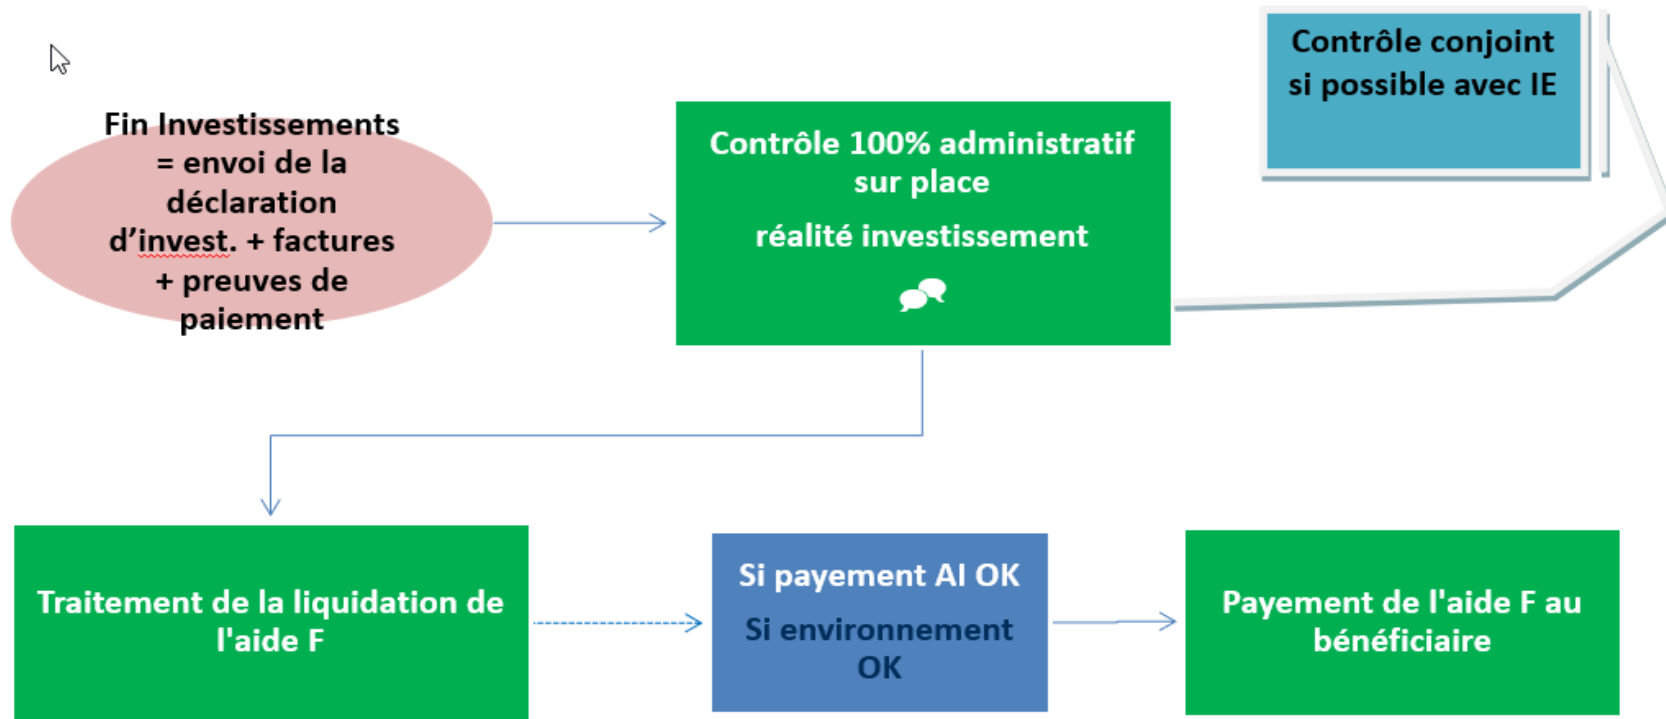 Fin Investissements
= envoi de la
déclaration
d’invest. + factures
+ preuves de
paiement
Contrôle 100% administratif
sur place
réalité investissement
Contrôle conjoint
si possible avec IE
Traitement de la liquidation de
l'aide F
Si payement AI OK
Si environnement
OK
Payement de l'aide F au
bénéficiaire